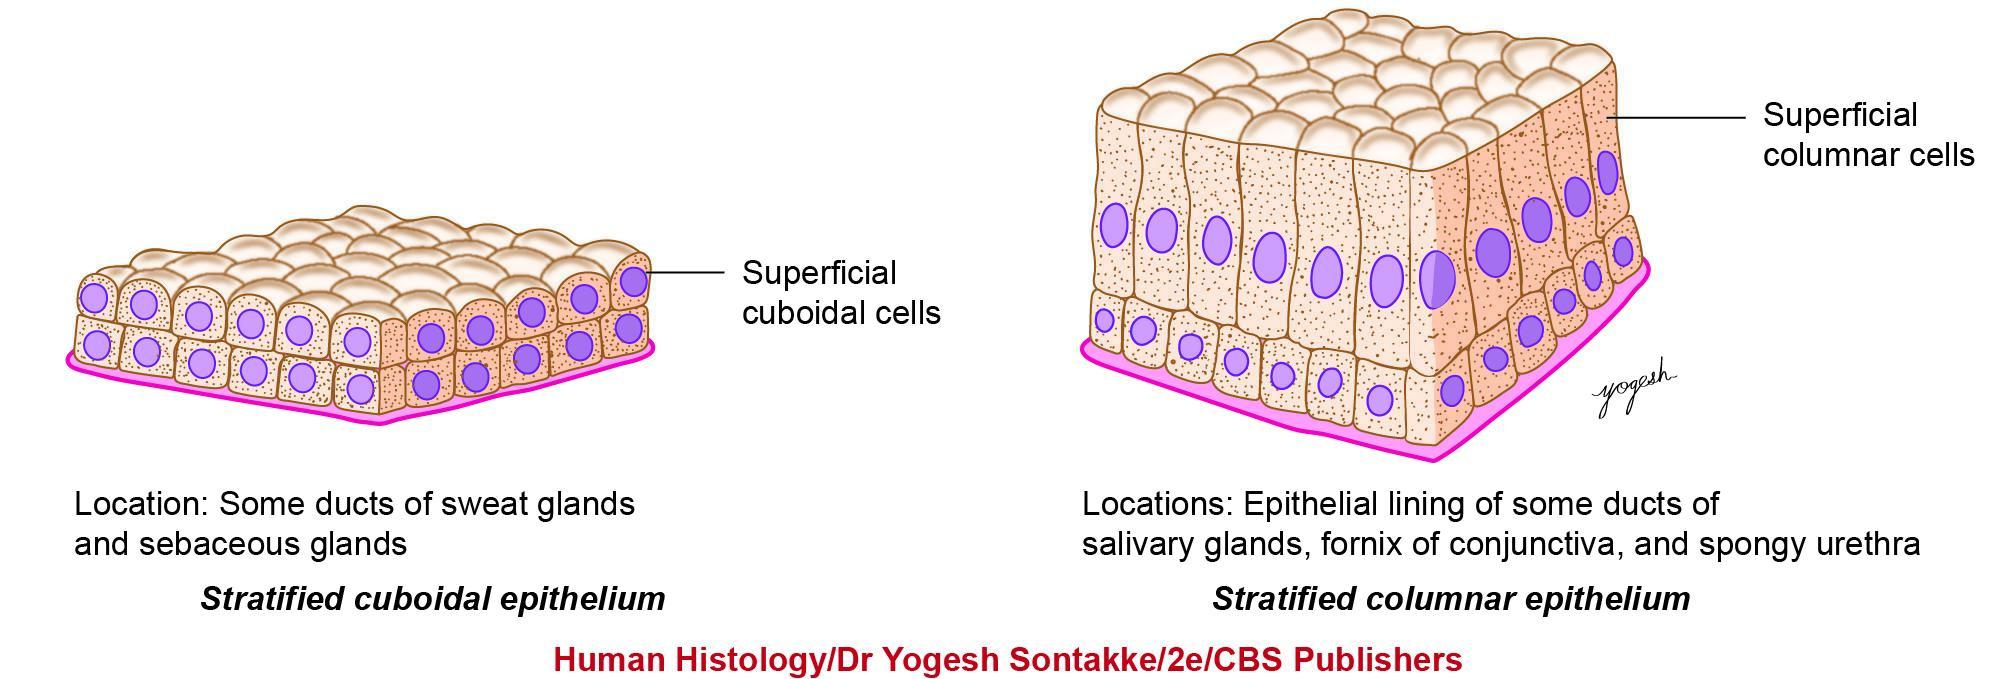 Superficial
cuboidal cells
Location: Some ducts of sweat glands
and sebaceous glands
Stratified cuboidal epithelium
Superficial
columnar cells
yogesh
Locations: Epithelial lining of some ducts of
salivary glands, fornix of conjunctiva, and spongy urethra
Stratified columnar epithelium
Human Histology/Dr Yogesh Sontakke/2e/CBS Publishers